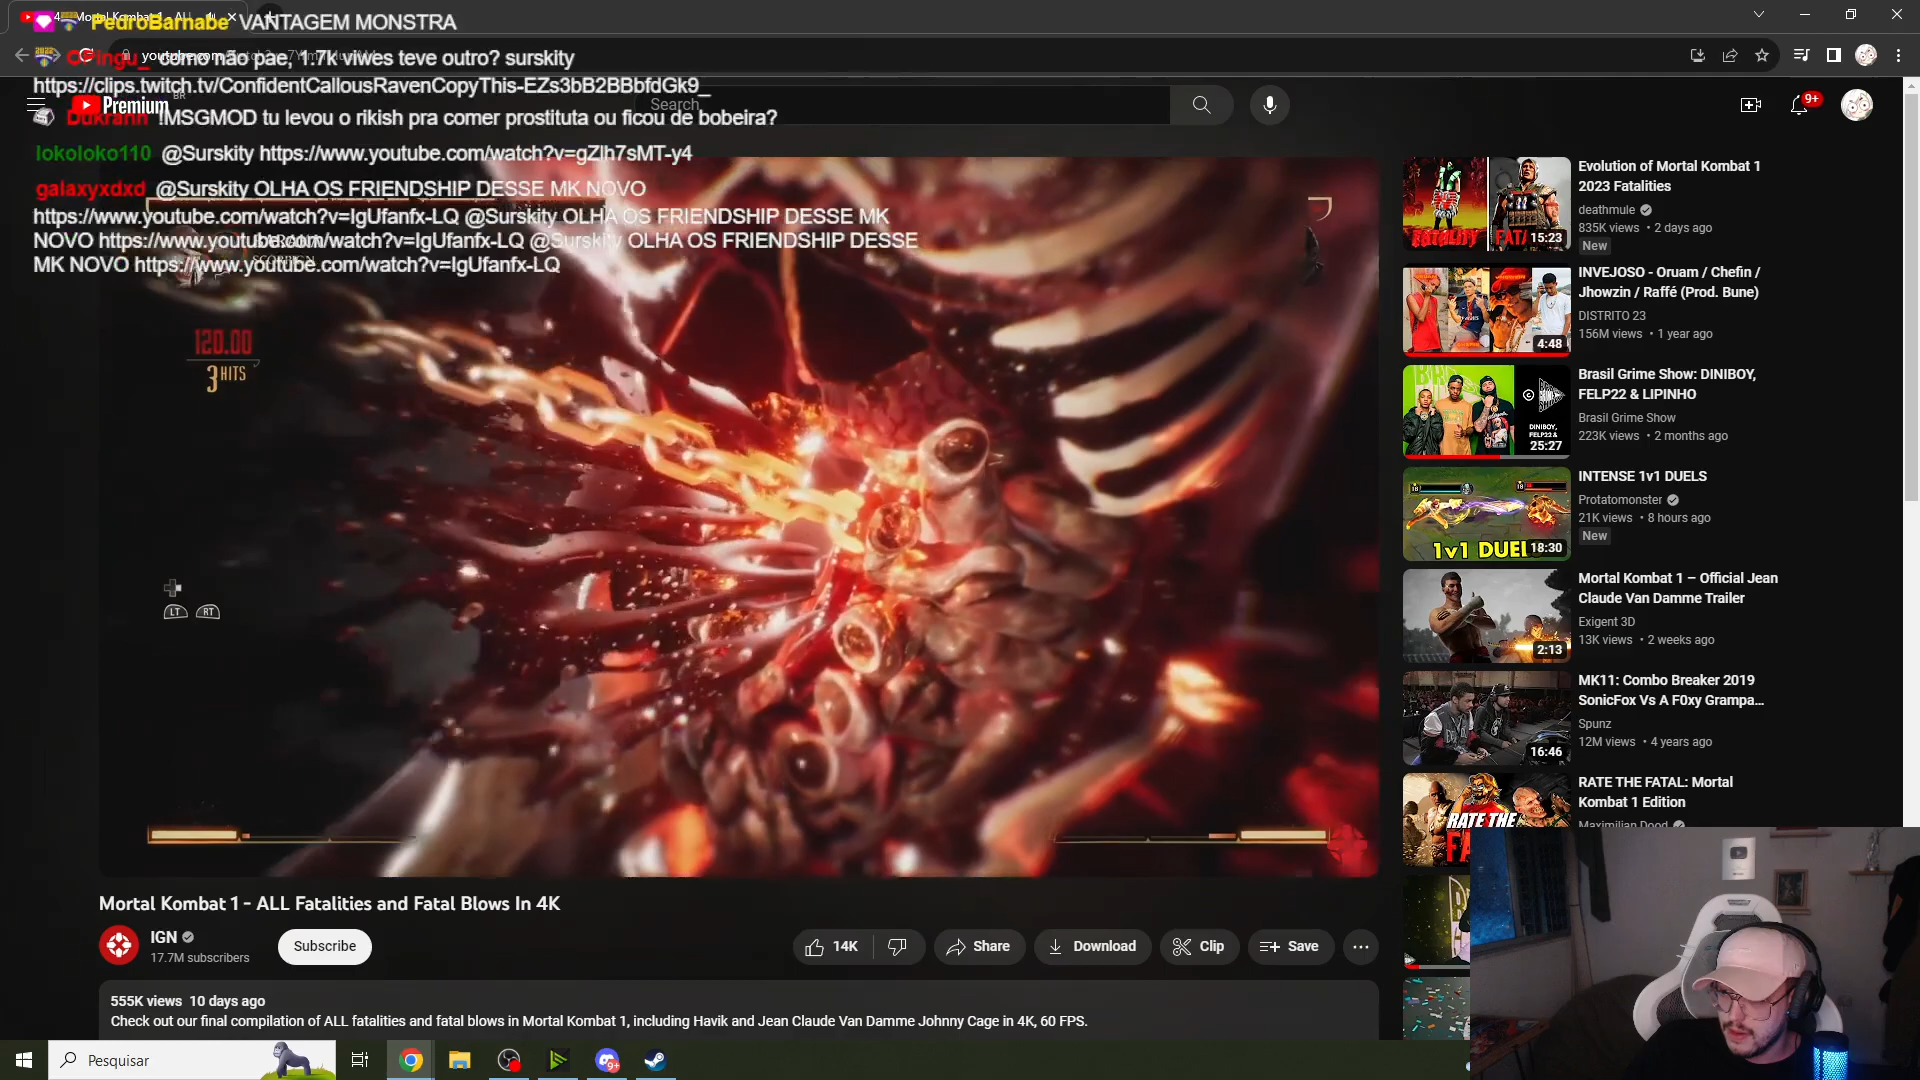 PedroBarnabe VANTAGEM MONSTRA
como não pae, 1.7k viwes teve outro? surskity
https://clips.twitch.tv/ConfidentCallousRavenCopyThis-EZs3bB2BBbfdGk9_
Premium BR
Search
!MSGMOD tu levou o rikish pra comer prostituta ou ficou de bobeira?
9+
lokoloko110 @Surskity https://www.youtube.com/watch?v=gZlh7sMT-y4
galaxyxdxd @Surskity OLHA OS FRIENDSHIP DESSE MK NOVO
https://www.youtube.com/watch?v=IgUfanfx-LQ @Surskity OLHA OS FRIENDSHIP DESSE MK
NOVO https://www.youtube.com/watch?v=IgUfanfx-LQ @Surskity OLHA OS FRIENDSHIP DESSE
MK NOVO https://www.youtube.com/watch?v=IgUfanfx-LQ
SCORPION
120.00
3 HITS
LT RT
Mortal Kombat 1 - ALL Fatalities and Fatal Blows In 4K
IGN
17.7M subscribers
Subscribe
14K
Share
Download
Clip
Save
555K views 10 days ago
Check out our final compilation of ALL fatalities and fatal blows in Mortal Kombat 1, including Havik and Jean Claude Van Damme Johnny Cage in 4K, 60 FPS.
15:23
Evolution of Mortal Kombat 1
2023 Fatalities
deathmule
835K views • 2 days ago
New
4:48
INVEJOSO - Oruam / Chefin /
Jhowzin / Raffé (Prod. Bune)
DISTRITO 23
156M views • 1 year ago
DINIBOY,
FELP22 &
LIPINHO
25:27
Brasil Grime Show: DINIBOY,
FELP22 & LIPINHO
Brasil Grime Show
223K views • 2 months ago
18:30
INTENSE 1v1 DUELS
Protatomonster
21K views • 8 hours ago
New
2:13
Mortal Kombat 1 – Official Jean
Claude Van Damme Trailer
Exigent 3D
13K views • 2 weeks ago
16:46
MK11: Combo Breaker 2019
SonicFox Vs A F0xy Grampa...
Spunz
12M views • 4 years ago
RATE THE
RATE THE FATAL: Mortal
Kombat 1 Edition
Maximilian Dood
Pesquisar
9+